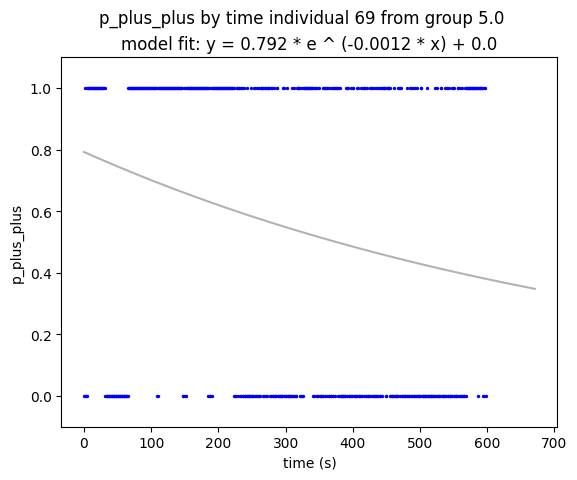 p_plus_plus by time individual 69 from group 5.0
model fit: y = 0.792 * e ^ (-0.0012 * x) + 0.0
1.0
0.8
0.6
0.4
0.2
0.0
p_plus_plus
0 100 200 300 400 500 600 700
time (s)